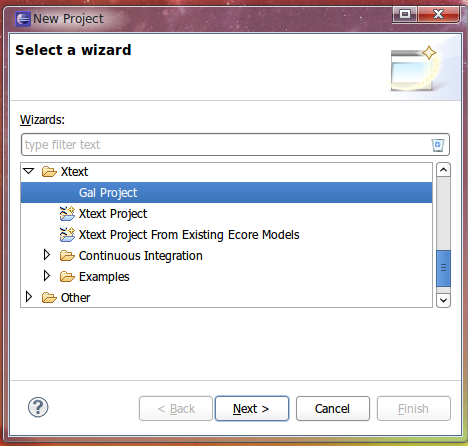 New Project
Select a wizard
Wizards:
type filter text
Xtext
Gal Project
Xtext Project
Xtext Project From Existing Ecore Models
Continuous Integration
Examples
Other
?
< Back
Next >
Cancel
Finish